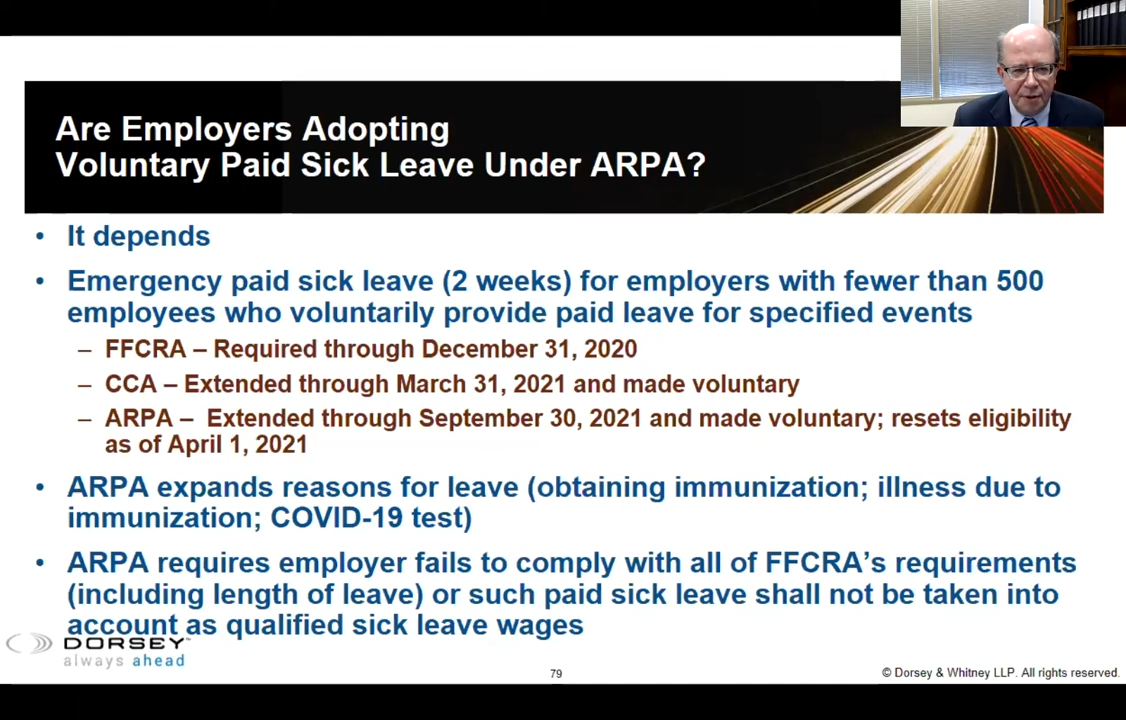 Are Employers Adopting
Voluntary Paid Sick Leave Under ARPA?
• It depends
• Emergency paid sick leave (2 weeks) for employers with fewer than 500
employees who voluntarily provide paid leave for specified events
– FFCRA – Required through December 31, 2020
– CCA – Extended through March 31, 2021 and made voluntary
– ARPA – Extended through September 30, 2021 and made voluntary; resets eligibility
as of April 1, 2021
• ARPA expands reasons for leave (obtaining immunization; illness due to
immunization; COVID-19 test)
• ARPA requires employer fails to comply with all of FFCRA's requirements
(including length of leave) or such paid sick leave shall not be taken into
account as qualified sick leave wages
DORSEY™
always ahead
79
© Dorsey & Whitney LLP. All rights reserved.